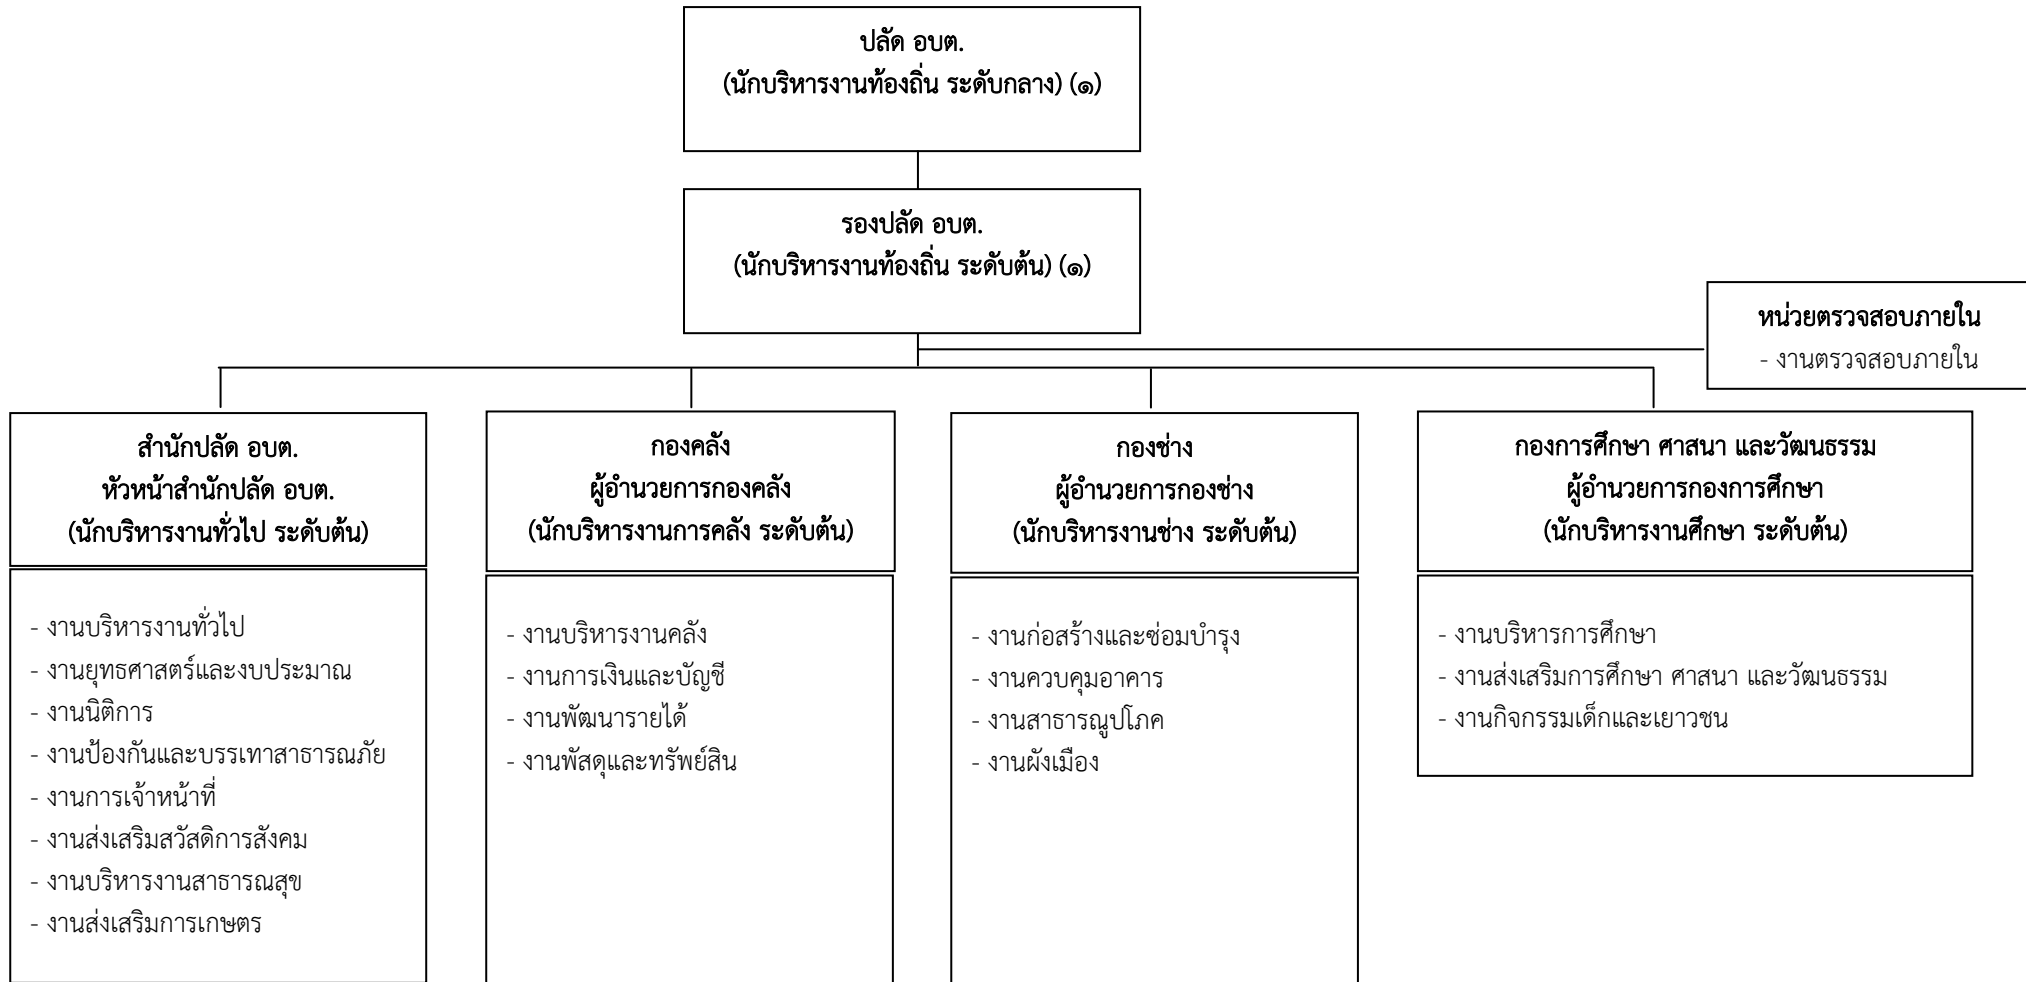 ปลัด อบต.
(นักบริหารงานท้องถิ่น ระดับกลาง) (๑)
รองปลัด อบต.
(นักบริหารงานท้องถิ่น ระดับต้น) (๑)
หน่วยตรวจสอบภายใน
- งานตรวจสอบภายใน
สำนักปลัด อบต.
หัวหน้าสำนักปลัด อบต.
(นักบริหารงานทั่วไป ระดับต้น)
- งานบริหารงานทั่วไป
- งานยุทธศาสตร์และงบประมาณ
- งานนิติการ
- งานป้องกันและบรรเทาสาธารณภัย
- งานการเจ้าหน้าที่
- งานส่งเสริมสวัสดิการสังคม
- งานบริหารงานสาธารณสุข
- งานส่งเสริมการเกษตร
กองคลัง
ผู้อำนวยการกองคลัง
(นักบริหารงานการคลัง ระดับต้น)
- งานบริหารงานคลัง
- งานการเงินและบัญชี
- งานพัฒนารายได้
- งานพัสดุและทรัพย์สิน
กองช่าง
ผู้อำนวยการกองช่าง
(นักบริหารงานช่าง ระดับต้น)
- งานก่อสร้างและซ่อมบำรุง
- งานควบคุมอาคาร
- งานสาธารณูปโภค
- งานผังเมือง
กองการศึกษา ศาสนา และวัฒนธรรม
ผู้อำนวยการกองการศึกษา
(นักบริหารงานศึกษา ระดับต้น)
- งานบริหารการศึกษา
- งานส่งเสริมการศึกษา ศาสนา และวัฒนธรรม
- งานกิจกรรมเด็กและเยาวชน